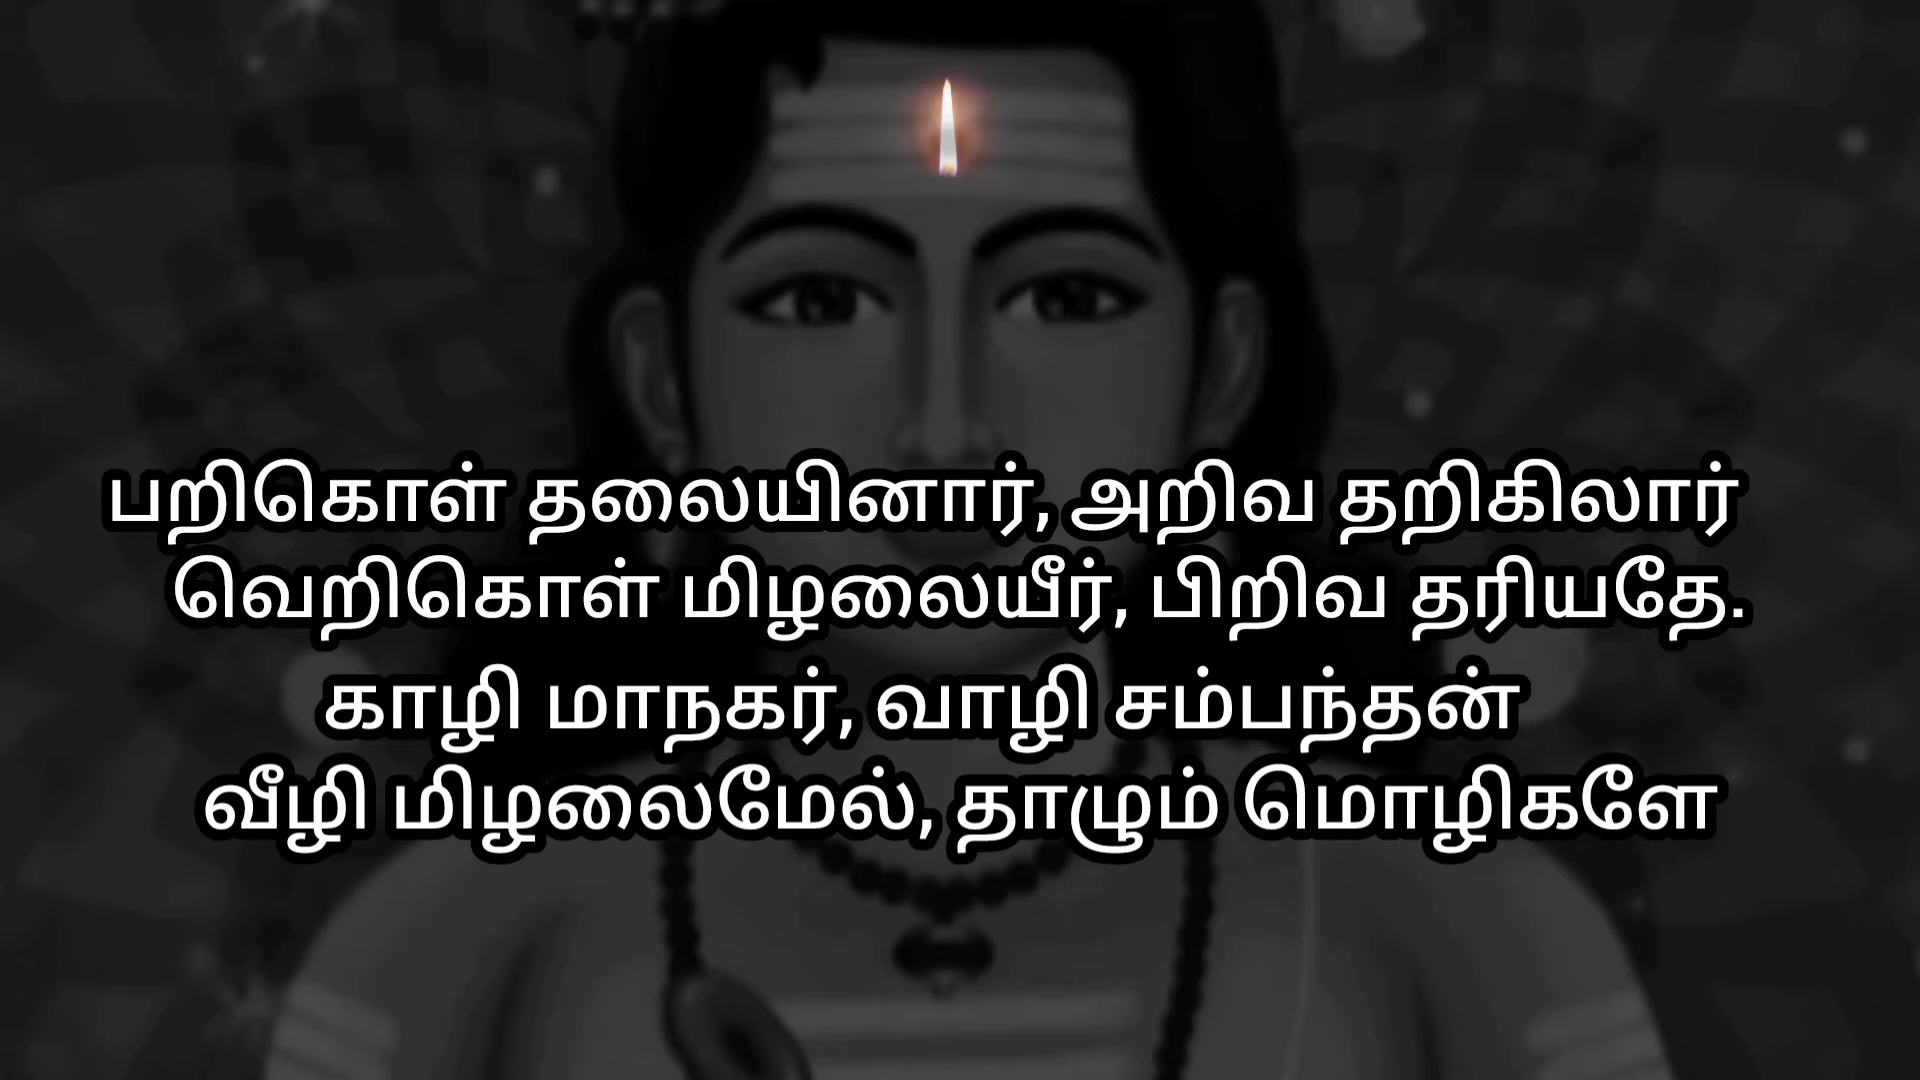 பறிகொள் தலையினார், அறிவ தறிகிலார்
வெறிகொள் மிழலையீர், பிறிவ தரியதே.
காழி மாநகர், வாழி சம்பந்தன்
வீழி மிழலைமேல், தாழும் மொழிகளே